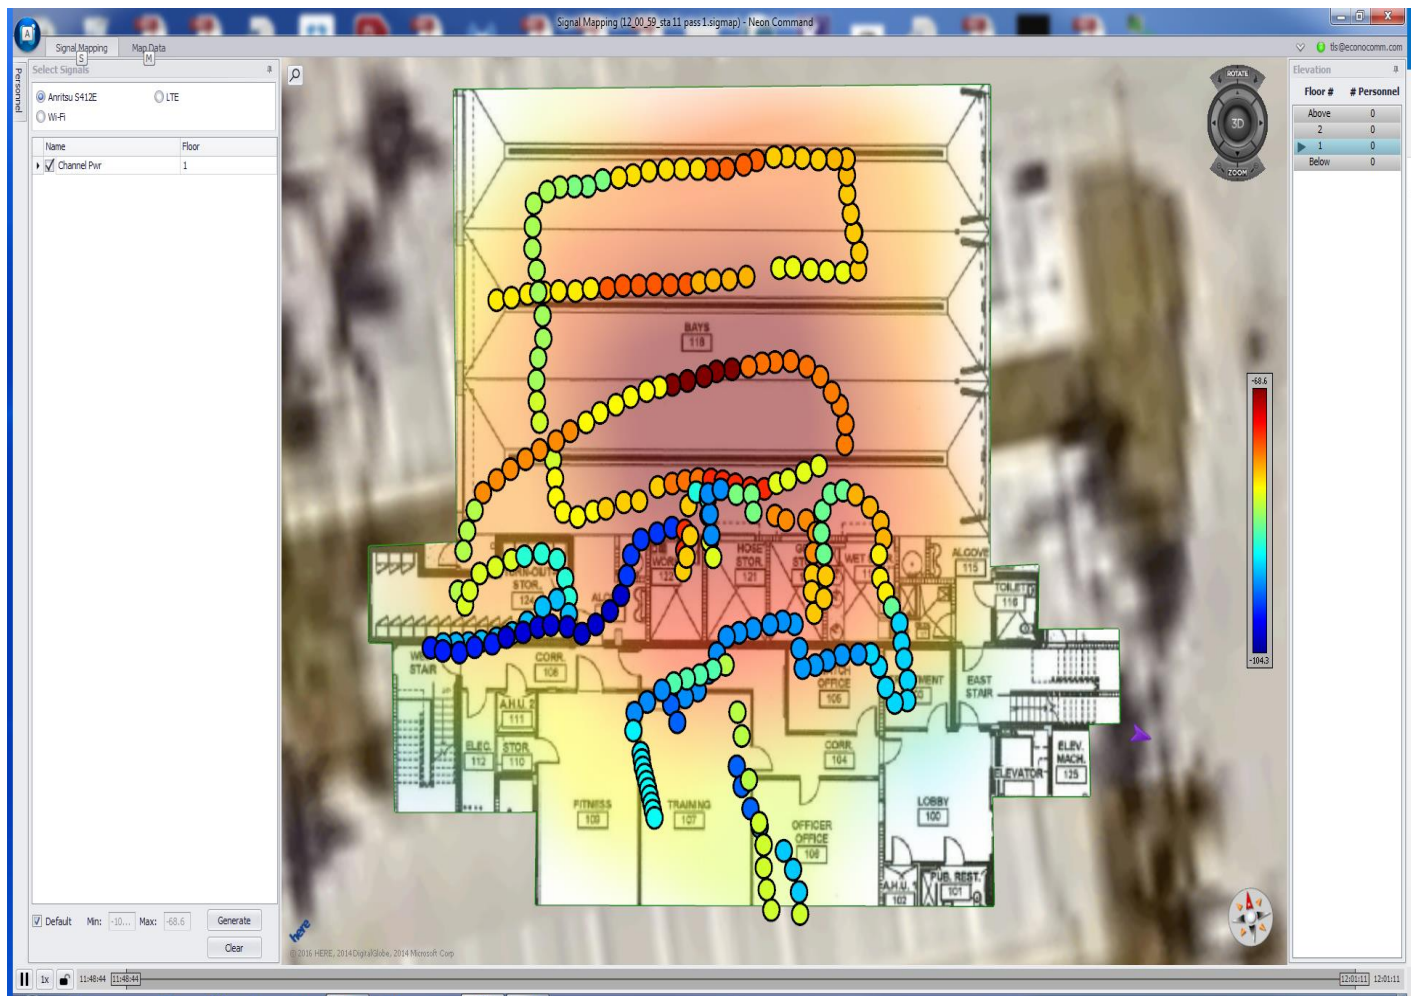 Signal Mapping (12_00_59_sta 11 pass 1.sigmap) - Neon Command
A
Signal Mapping
Map Data
S
M
tls@econocomm.com
Personnel
Select Signals
Anritsu S412E
LTE
Wi-Fi
Name
Floor
Channel Pwr
1
ROTATE
3D
ZOOM
Elevation
Floor #
# Personnel
Above
0
2
0
1
0
Below
0
BAYS
118
-68.6
-104.3
HOSE
STOR.
121
122
WET
ALCOVE
115
TOILET
116
STOR.
124
STAIR
CORR.
108
OFFICE
105
EAST
STAIR
A.H.U. 2
111
ELEC.
112
STOR.
110
CORR.
104
ELEVATOR
ELEV.
MACH.
125
FITNESS
109
TRAINING
107
LOBBY
100
OFFICER
OFFICE
A.H.U. 1
102
PUB. REST.
101
Default
Min:
-10...
Max:
-68.6
Generate
Clear
here
© 2016 HERE, 2014 DigitalGlobe, 2014 Microsoft Corp
1x
11:48:44
11:48:44
12:01:11
12:01:11